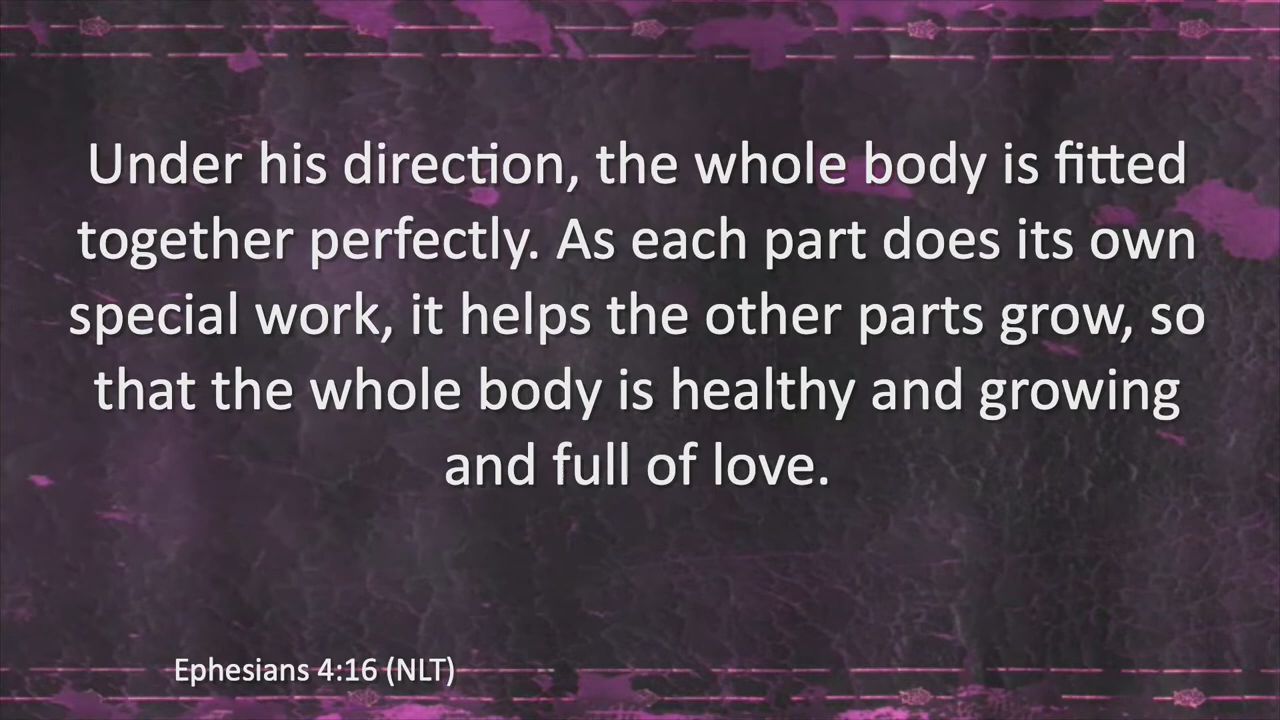 Under his direction, the whole body is fitted
together perfectly. As each part does its own
special work, it helps the other parts grow, so
that the whole body is healthy and growing
and full of love.
Ephesians 4:16 (NLT)